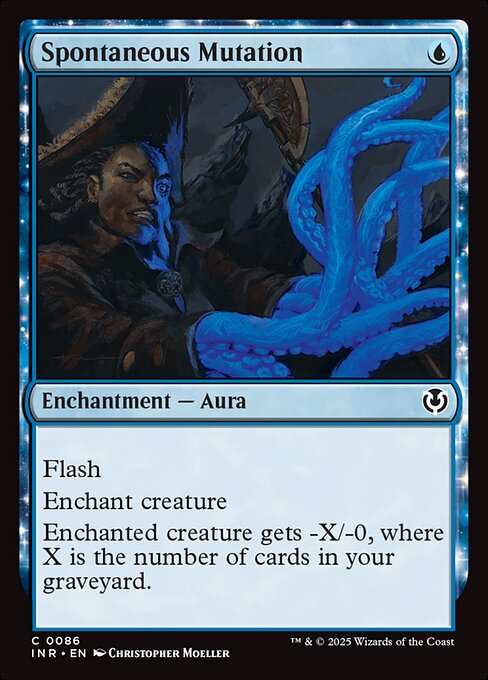 Spontaneous Mutation
Enchantment — Aura
Flash
Enchant creature
Enchanted creature gets -X/-0, where
X is the number of cards in your
graveyard.
C 0086
INR • EN Christopher Moeller
™ & © 2025 Wizards of the Coast